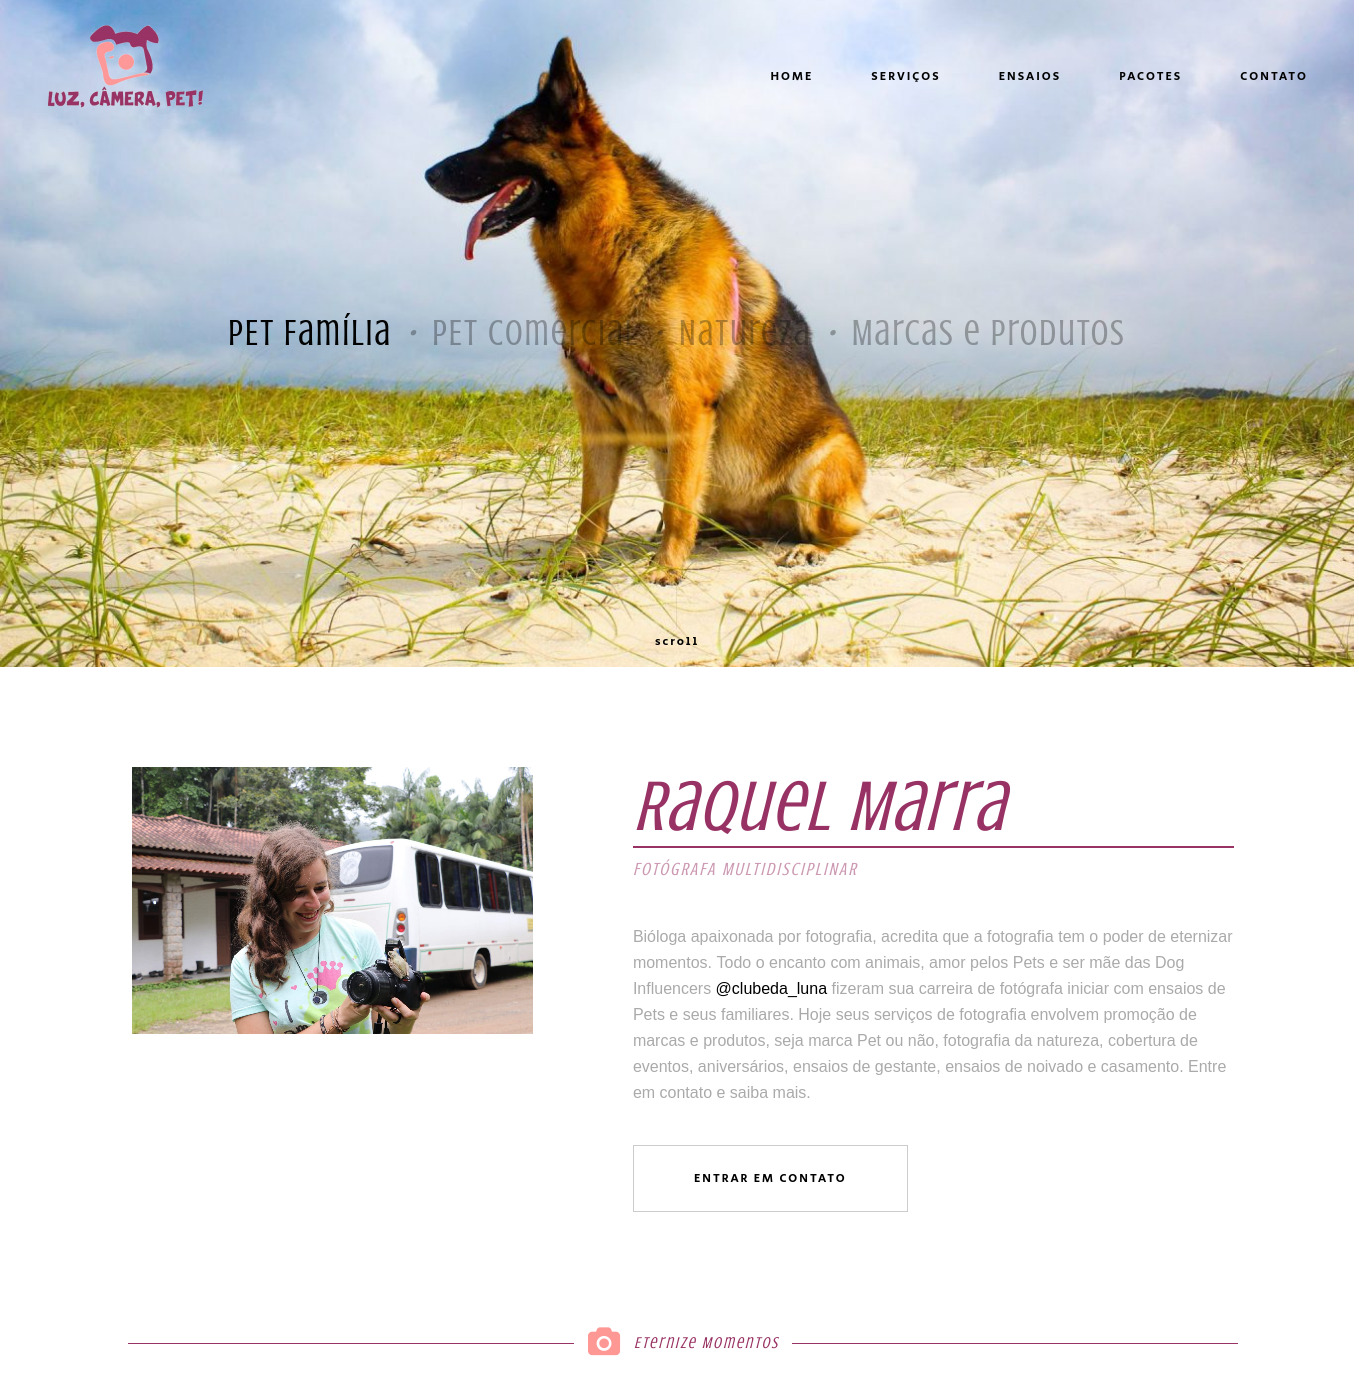 LUZ, CÂMERA, PET!
HOME SERVIÇOS ENSAIOS PACOTES CONTATO
Pet Família • Pet Comercial • Natureza • Marcas e Produtos
scroll
Raquel Marra
FOTÓGRAFA MULTIDISCIPLINAR
Bióloga apaixonada por fotografia, acredita que a fotografia tem o poder de eternizar
momentos. Todo o encanto com animais, amor pelos Pets e ser mãe das Dog
Influencers @clubeda_luna fizeram sua carreira de fotógrafa iniciar com ensaios de
Pets e seus familiares. Hoje seus serviços de fotografia envolvem promoção de
marcas e produtos, seja marca Pet ou não, fotografia da natureza, cobertura de
eventos, aniversários, ensaios de gestante, ensaios de noivado e casamento. Entre
em contato e saiba mais.
ENTRAR EM CONTATO
Eternize Momentos